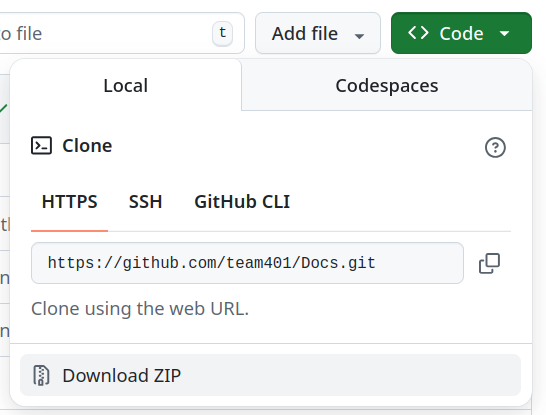 to file
t
Add file
Code
Local
Codespaces
Clone
HTTPS
SSH
GitHub CLI
https://github.com/team401/Docs.git
Clone using the web URL.
Download ZIP